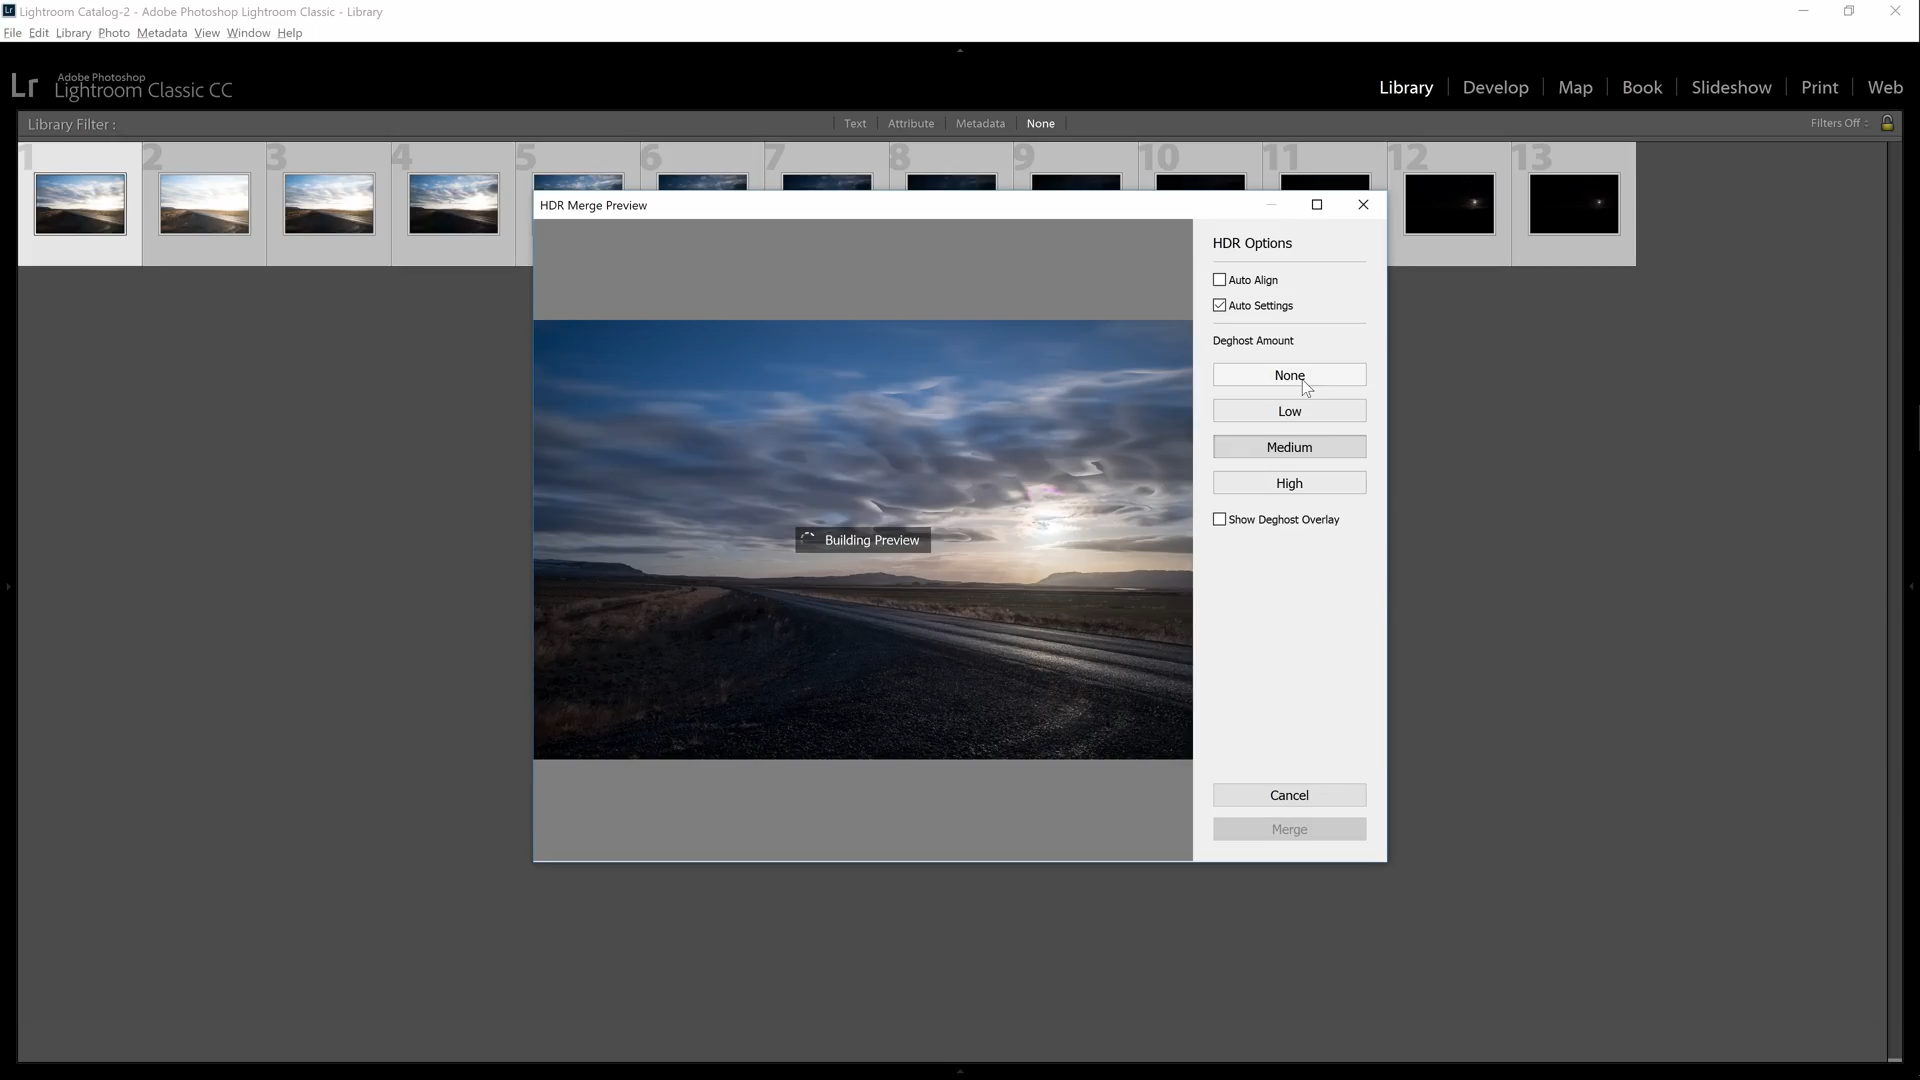 Lightroom Catalog-2 - Adobe Photoshop Lightroom Classic - Library
File Edit Library Photo Metadata View Window Help
Lr Adobe Photoshop
Lightroom Classic CC
Library Develop Map Book Slideshow Print Web
Library Filter : Text Attribute Metadata None Filters Off
1 2 3 4 5 6 7 8 9 10 11 12 13
HDR Merge Preview
HDR Options
Auto Align
Auto Settings
Deghost Amount
None
Low
Medium
High
Show Deghost Overlay
Building Preview
Cancel
Merge